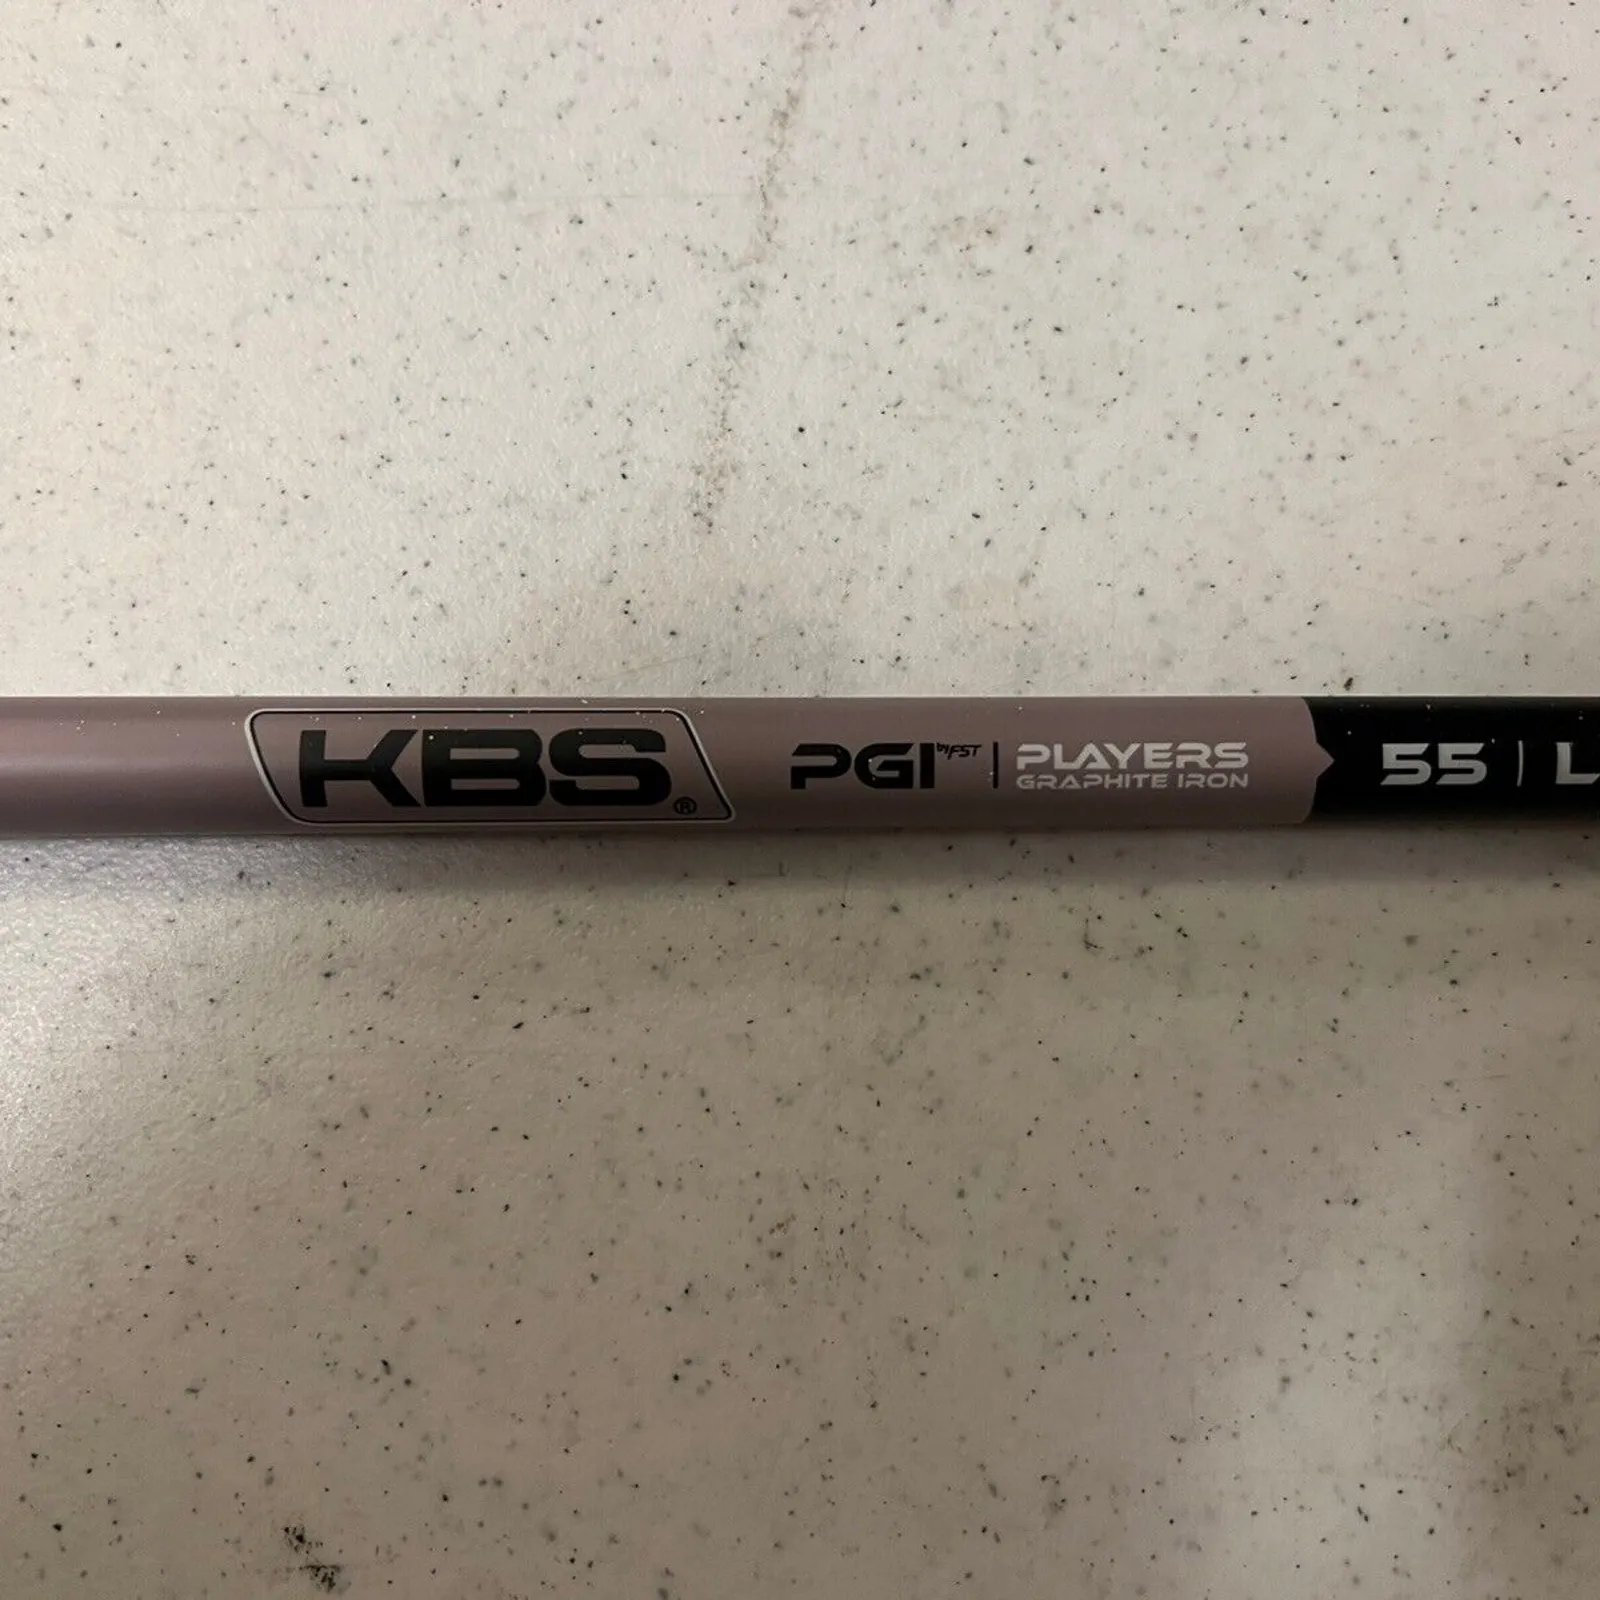 KBS® PGI by FST | PLAYERS GRAPHITE IRON 55 | L